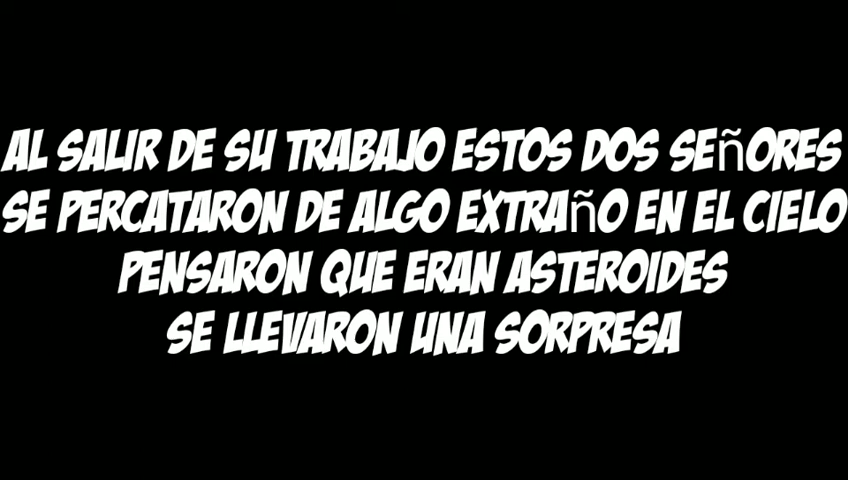 AL SALIR DE SU TRABAJO ESTOS DOS SEñORES
SE PERCATARON DE ALGO EXTRAñO EN EL CIELO
PENSARON QUE ERAN ASTEROIDES
SE LLEVARON UNA SORPRESA